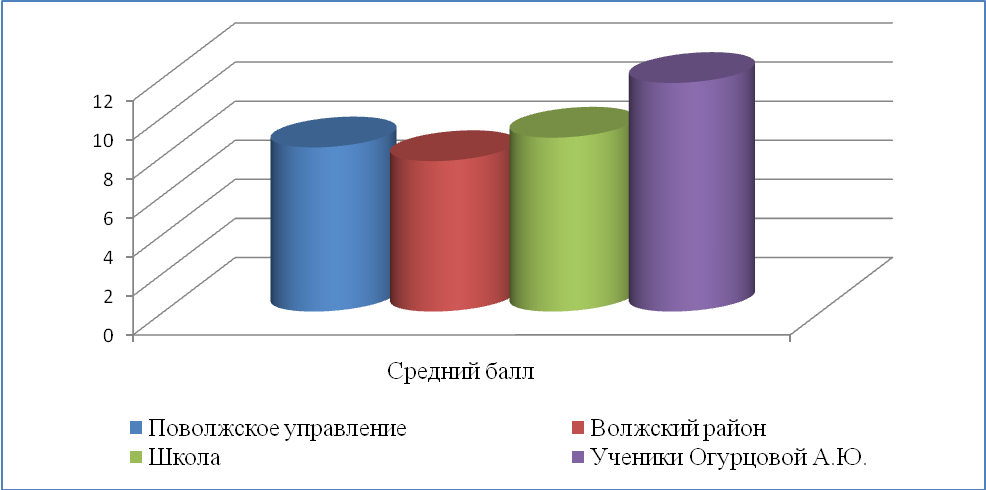 12
10
8
6
4
2
0
Средний балл
Поволжское управление
Волжский район
Школа
Ученики Огурцовой А.Ю.